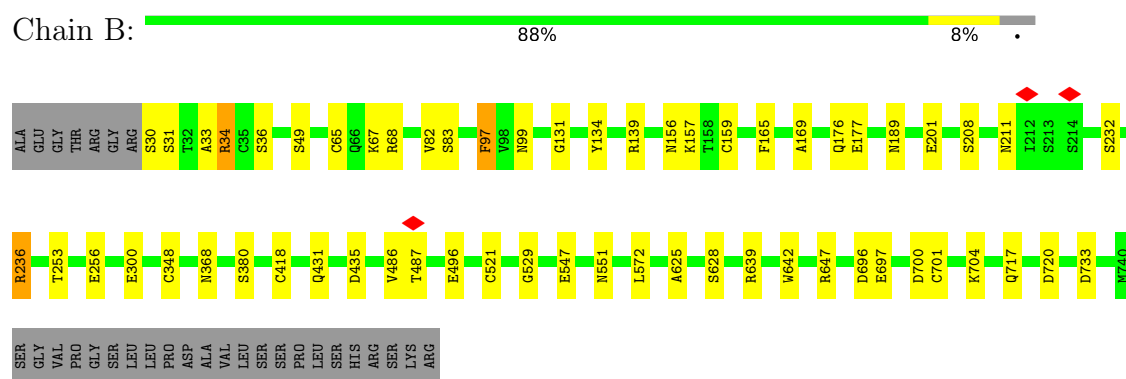 Chain B:
88% 8% •
ALA GLU GLY THR ARG GLY ARG S30 S31 T32 A33 R34 C35 S36 S49 C65 Q66 K67 R68 V82 S83 F97 V98 N99 G131 Y134 R139 N156 K157 T158 C159 F165 A169 Q176 E177 N189 E201 S208 N211 I212 S213 S214 S232
R236 T253 E256 E300 C348 N368 S380 C418 Q431 D435 V486 T487 E496 C521 G529 E547 N551 L572 A625 S628 R639 W642 R647 D696 E697 D700 C701 K704 Q717 D720 D733 M740
SER GLY VAL PRO GLY SER LEU LEU PRO ASP ALA VAL LEU SER SER PRO LEU SER HIS ARG SER LYS ARG